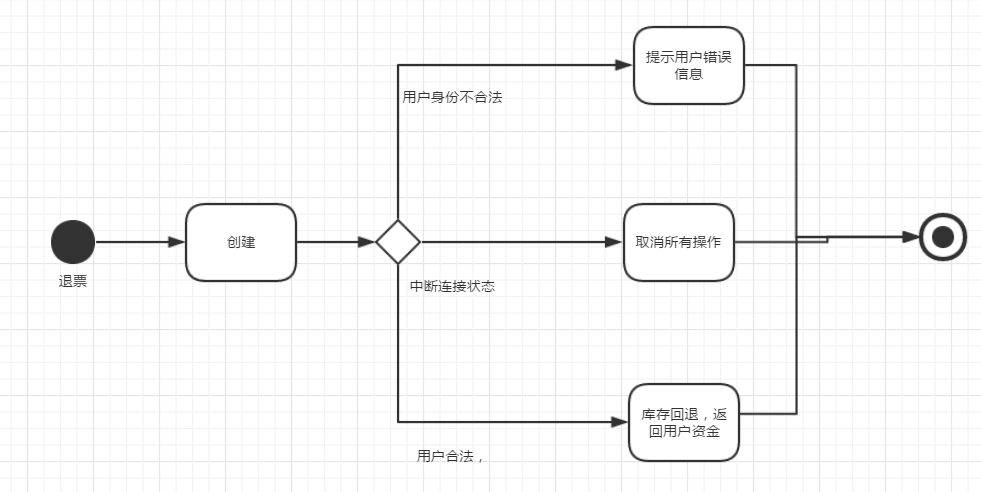 提示用户错误
信息
用户身份不合法
退票
创建
取消所有操作
中断连接状态
库存回退，返
回用户资金
用户合法，